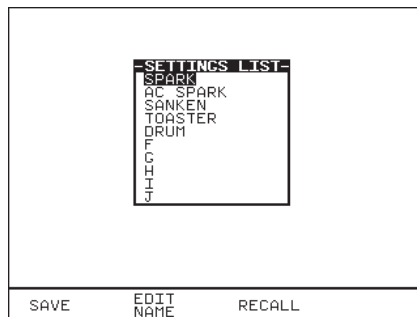 -SETTINGS LIST-
SPARK
AC SPARK
SANKEN
TOASTER
DRUM
F
G
H
I
J
SAVE
EDIT
NAME
RECALL